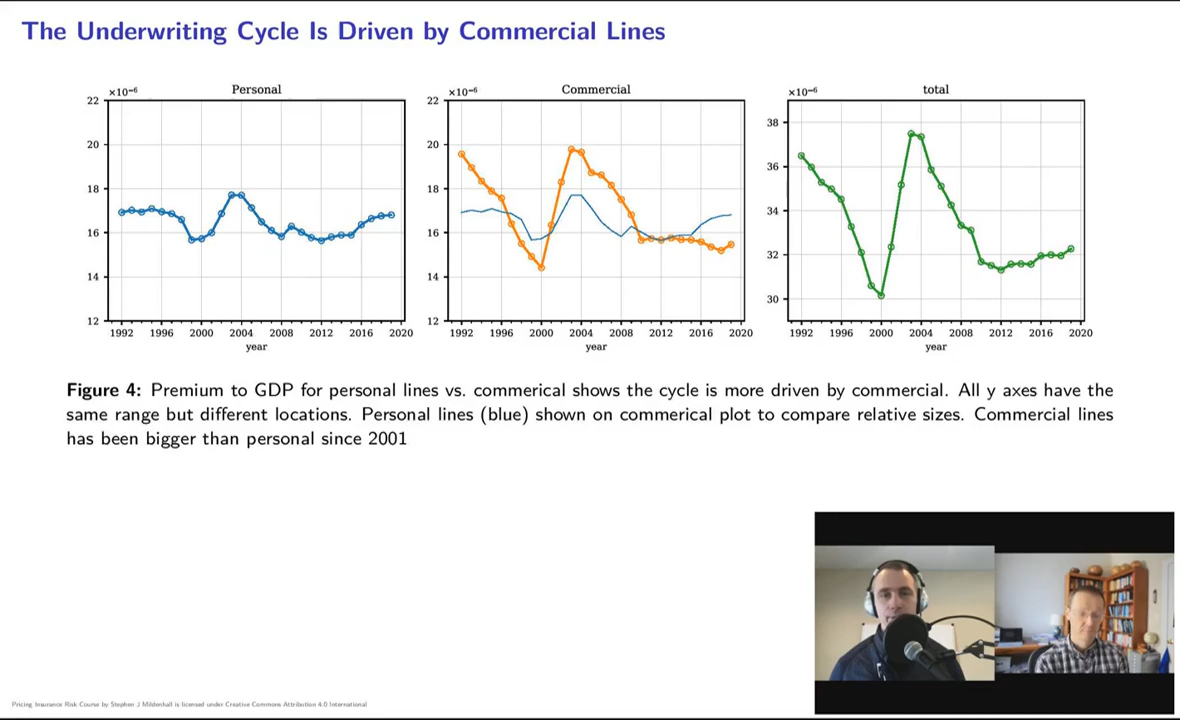 The Underwriting Cycle Is Driven by Commercial Lines
×10⁻⁶
Personal
22
20
18
16
14
12
1992 1996 2000 2004 2008 2012 2016 2020
year
×10⁻⁶
Commercial
22
20
18
16
14
12
1992 1996 2000 2004 2008 2012 2016 2020
year
×10⁻⁶
total
38
36
34
32
30
1992 1996 2000 2004 2008 2012 2016 2020
year
Figure 4: Premium to GDP for personal lines vs. commerical shows the cycle is more driven by commercial. All y axes have the
same range but different locations. Personal lines (blue) shown on commerical plot to compare relative sizes. Commercial lines
has been bigger than personal since 2001
Pricing Insurance Risk Course by Stephen J Mildenhall is licensed under Creative Commons Attribution 4.0 International